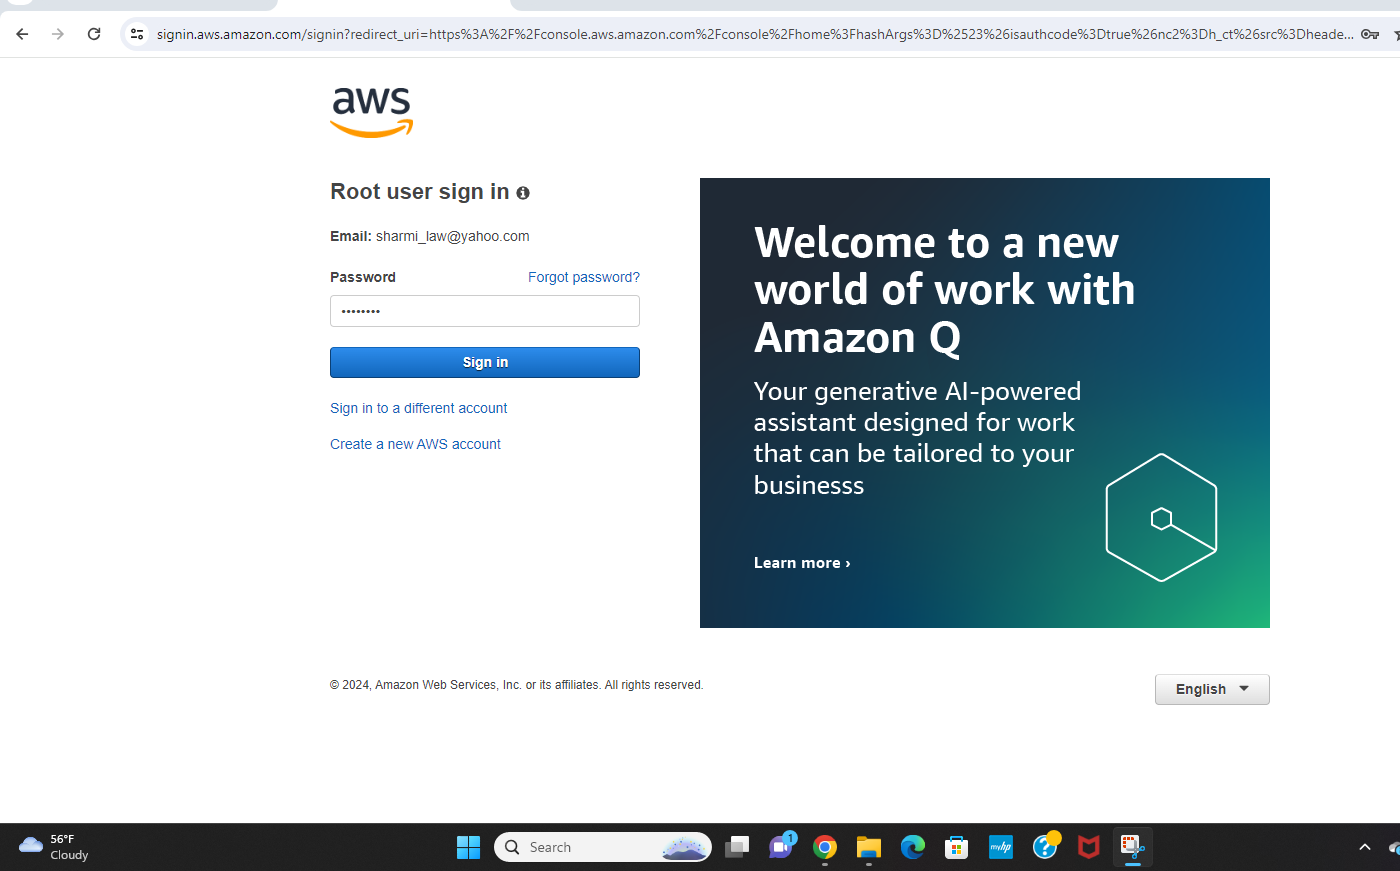 signin.aws.amazon.com/signin?redirect_uri=https%3A%2F%2Fconsole.aws.amazon.com%2Fconsole%2Fhome%3FhashArgs%3D%2523%26isauthcode%3Dtrue%26nc2%3Dh_ct%26src%3Dheade...
aws
Root user sign in
Email: sharmi_law@yahoo.com
Password
Forgot password?
••••••••
Sign in
Sign in to a different account
Create a new AWS account
Welcome to a new
world of work with
Amazon Q
Your generative AI-powered
assistant designed for work
that can be tailored to your
businesss
Learn more ›
© 2024, Amazon Web Services, Inc. or its affiliates. All rights reserved.
English
56°F
Cloudy
Search
1
myhp
?